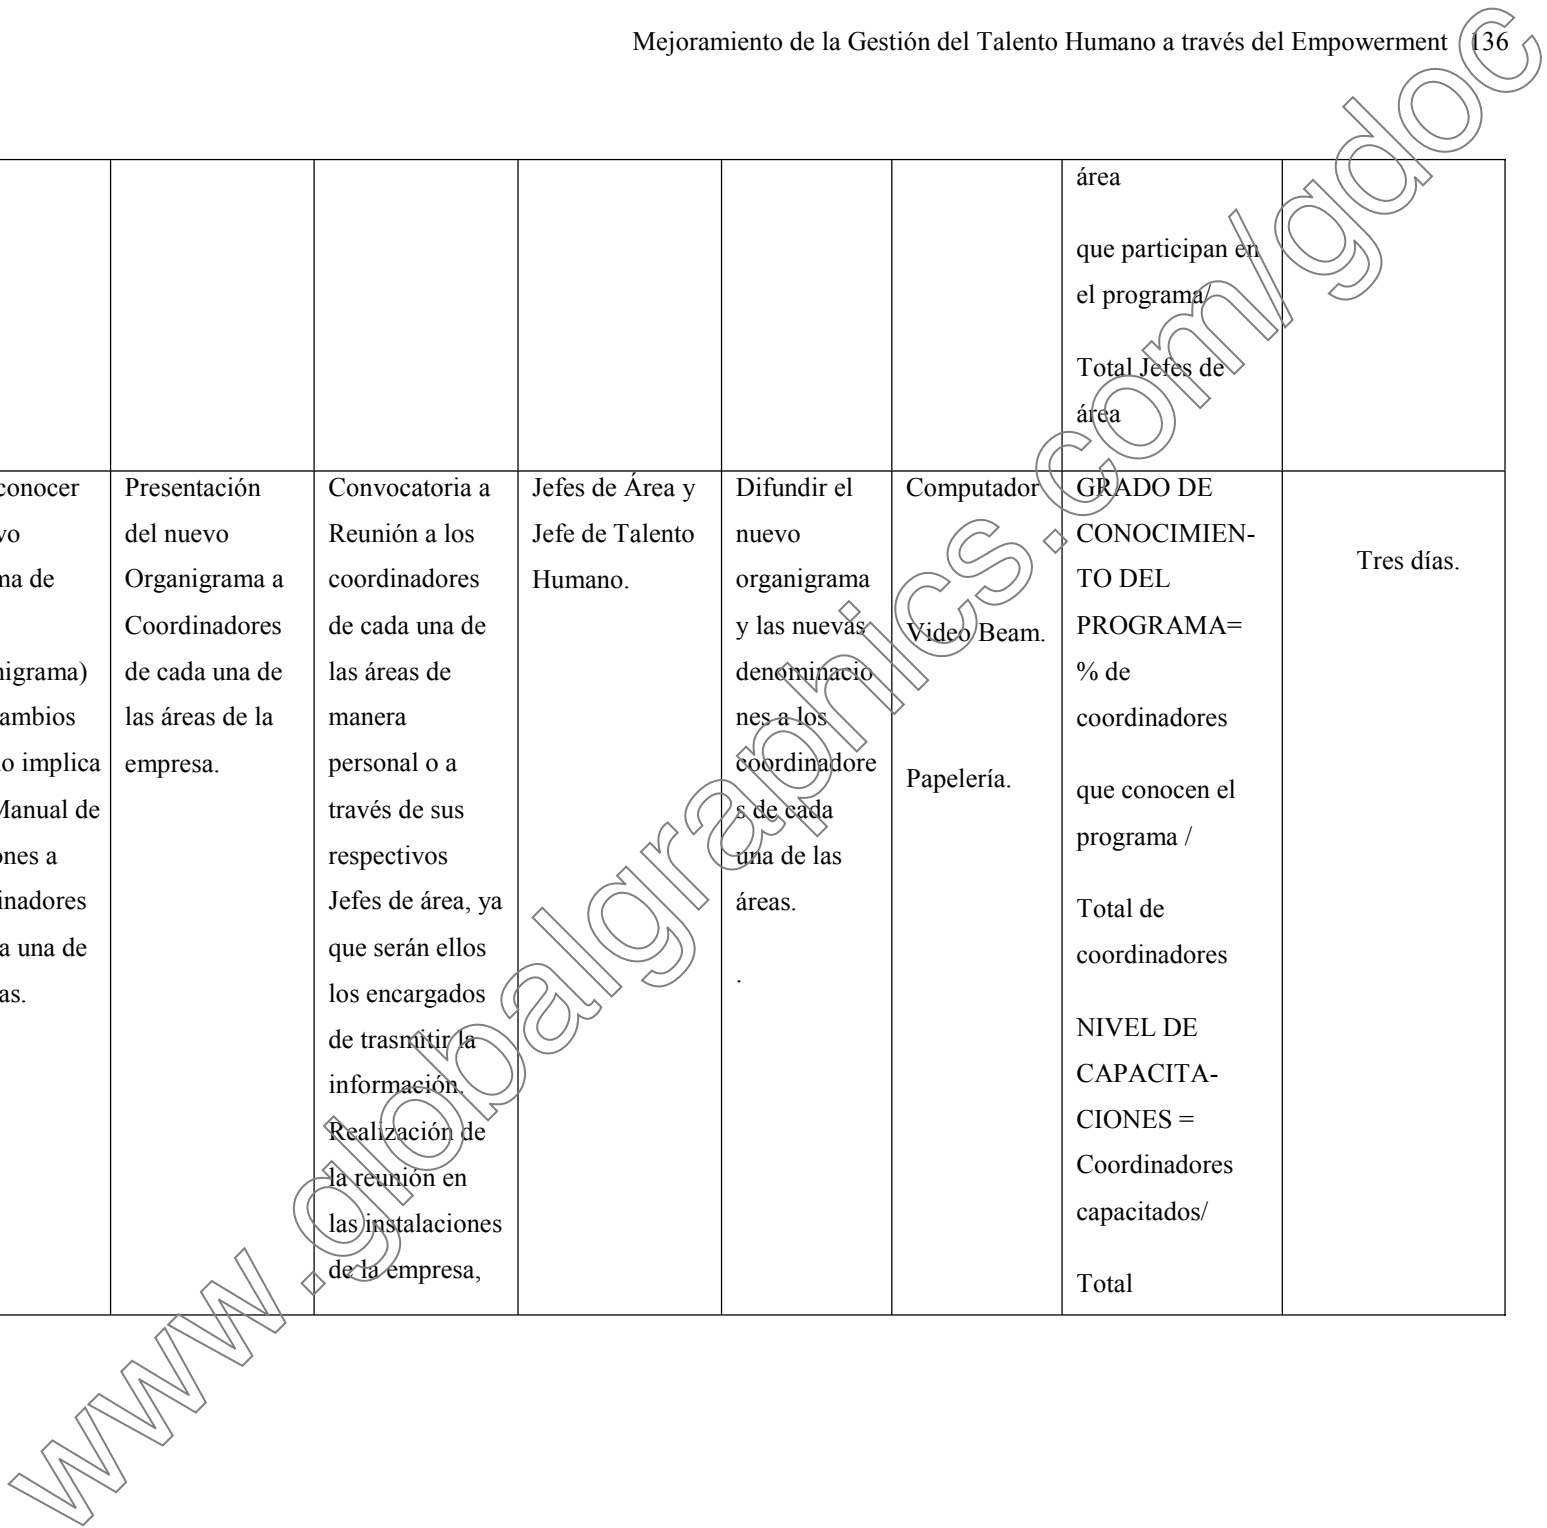 Mejoramiento de la Gestión del Talento Humano a través del Empowerment 136
área
que participan en
el programa/
Total Jefes de
área
conocer
vo
ma de
nigrama)
ambios
lo implica
Manual de
ones a
inadores
a una de
as.
Presentación
del nuevo
Organigrama a
Coordinadores
de cada una de
las áreas de la
empresa.
Convocatoria a
Reunión a los
coordinadores
de cada una de
las áreas de
manera
personal o a
través de sus
respectivos
Jefes de área, ya
que serán ellos
los encargados
de trasmitir la
información.
Realización de
la reunión en
las instalaciones
de la empresa,
Jefes de Área y
Jefe de Talento
Humano.
Difundir el
nuevo
organigrama
y las nuevas
denominacio
nes a los
coordinadore
s de cada
una de las
áreas.
.
Computador
Video Beam.
Papelería.
GRADO DE
CONOCIMIEN-
TO DEL
PROGRAMA=
% de
coordinadores
que conocen el
programa /
Total de
coordinadores
NIVEL DE
CAPACITA-
CIONES =
Coordinadores
capacitados/
Total
Tres días.
www.globalgraphics.com/gdoc